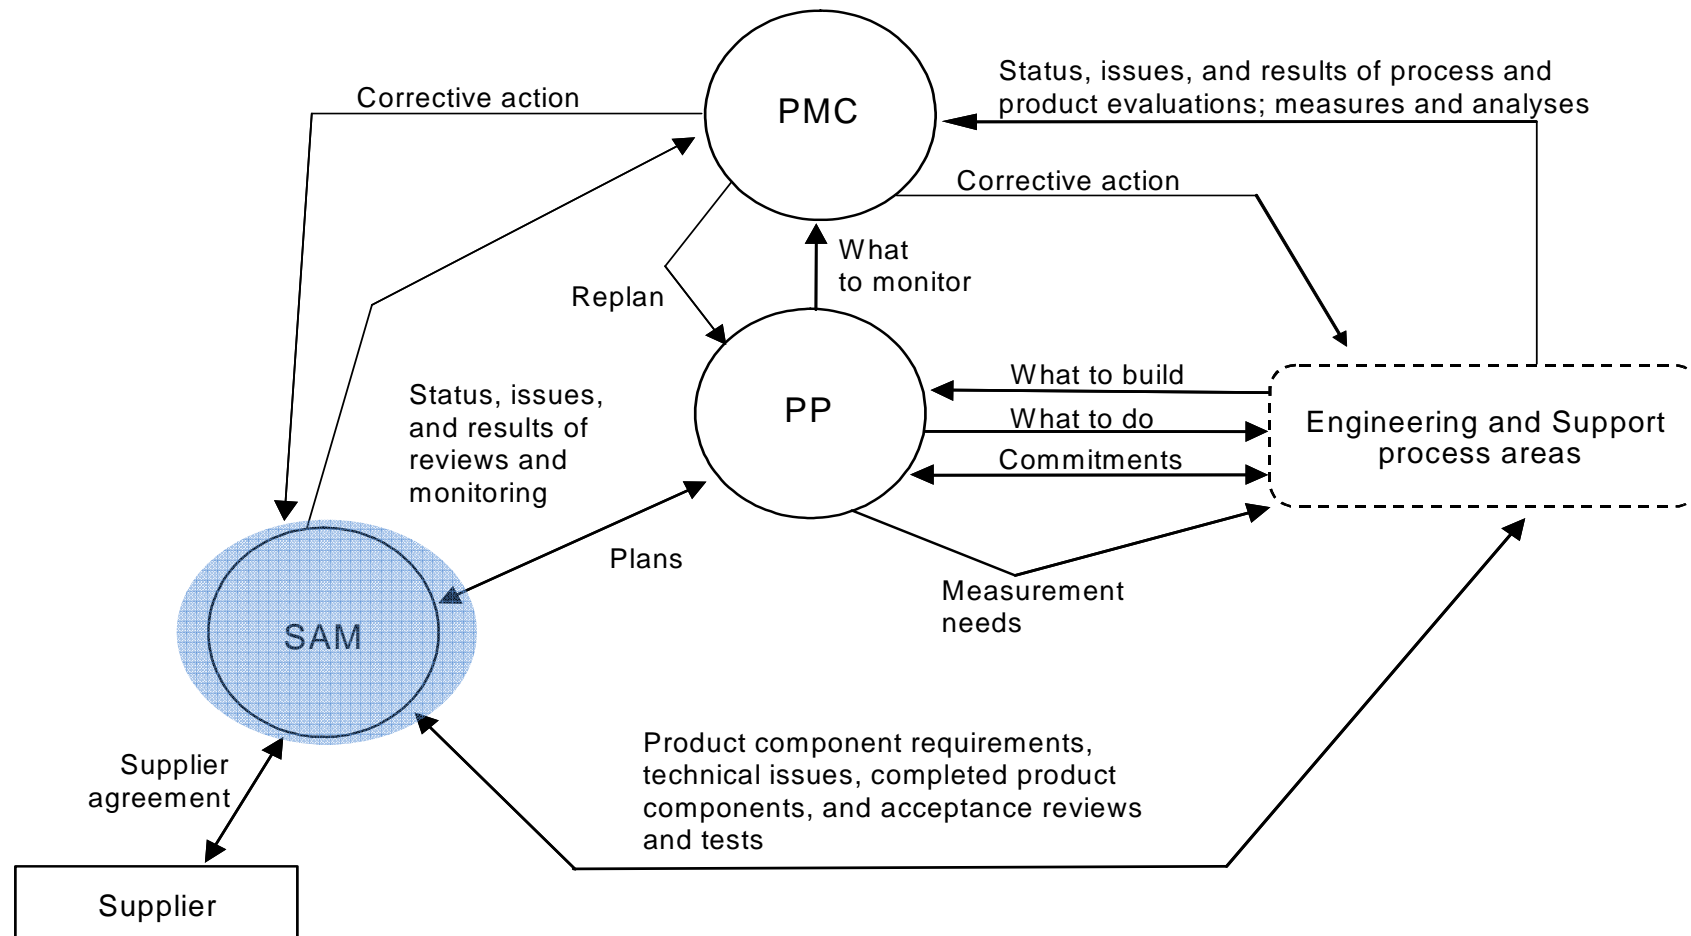 PMC
Status, issues, and results of process and
product evaluations; measures and analyses
Corrective action
Corrective action
What
to monitor
Replan
PP
What to build
What to do
Commitments
Engineering and Support
process areas
Status, issues,
and results of
reviews and
monitoring
Plans
Measurement
needs
SAM
Product component requirements,
technical issues, completed product
components, and acceptance reviews
and tests
Supplier
agreement
Supplier